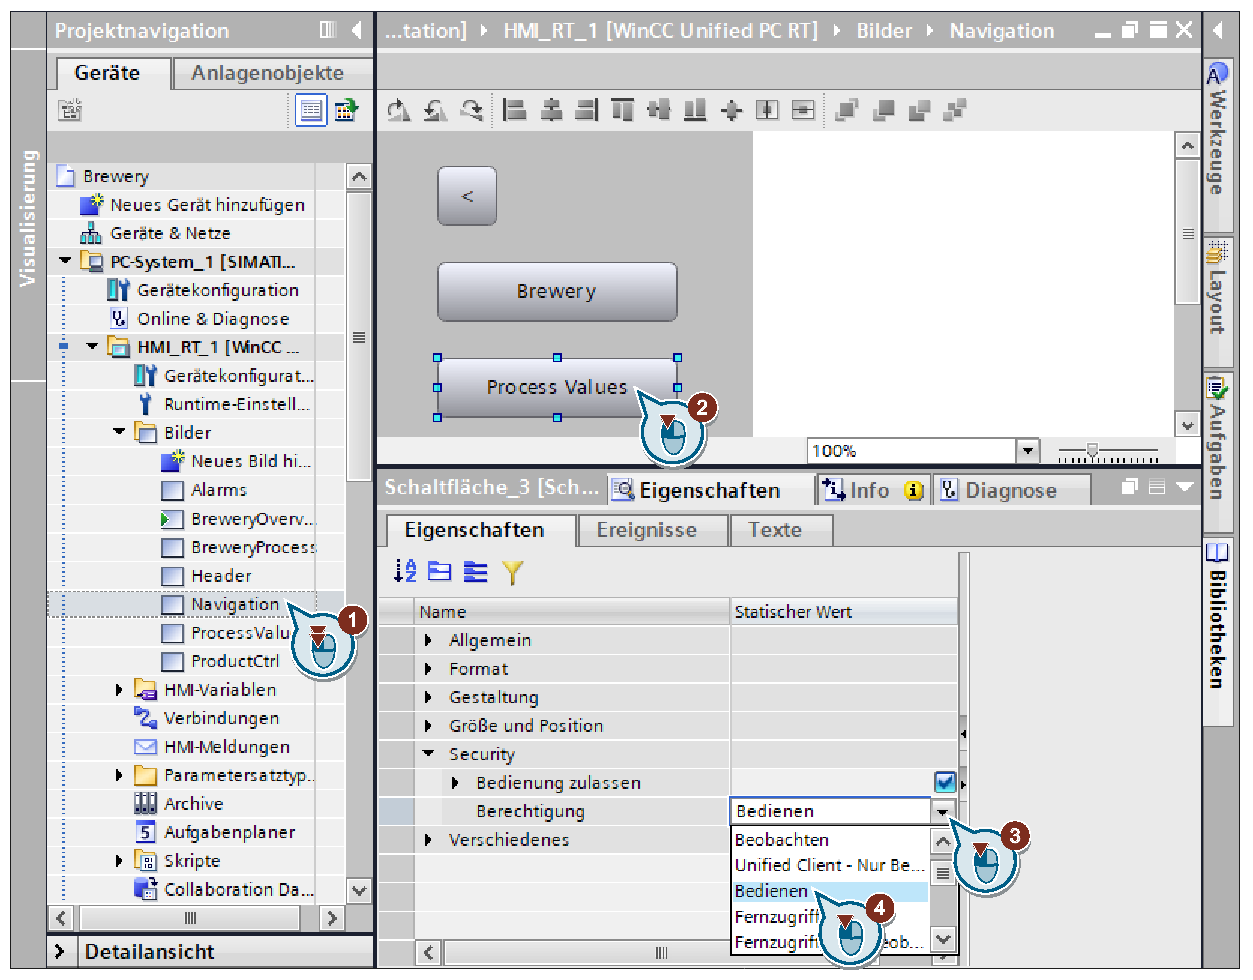 Projektnavigation
Geräte
Anlagenobjekte
Visualisierung
Brewery
Neues Gerät hinzufügen
Geräte & Netze
PC-System_1 [SIMATI...
Gerätekonfiguration
Online & Diagnose
HMI_RT_1 [WinCC ...
Gerätekonfigurat...
Runtime-Einstell...
Bilder
Neues Bild hi...
Alarms
BreweryOverv...
BreweryProcess
Header
Navigation
1
ProcessValu
ProductCtrl
HMI-Variablen
Verbindungen
HMI-Meldungen
Parametersatztyp..
Archive
Aufgabenplaner
Skripte
Collaboration Da...
Detailansicht
...tation] HMI_RT_1 [WinCC Unified PC RT] Bilder Navigation
<
Brewery
Process Values
2
100%
Schaltfläche_3 [Sch...
Eigenschaften
Info
Diagnose
Eigenschaften
Ereignisse
Texte
Name
Statischer Wert
Allgemein
Format
Gestaltung
Größe und Position
Security
Bedienung zulassen
Berechtigung
Bedienen
3
Verschiedenes
Beobachten
Unified Client - Nur Be...
Bedienen
4
Fernzugriff
Fernzugriff eob...
Werkzeuge
Layout
Aufgaben
Bibliotheken